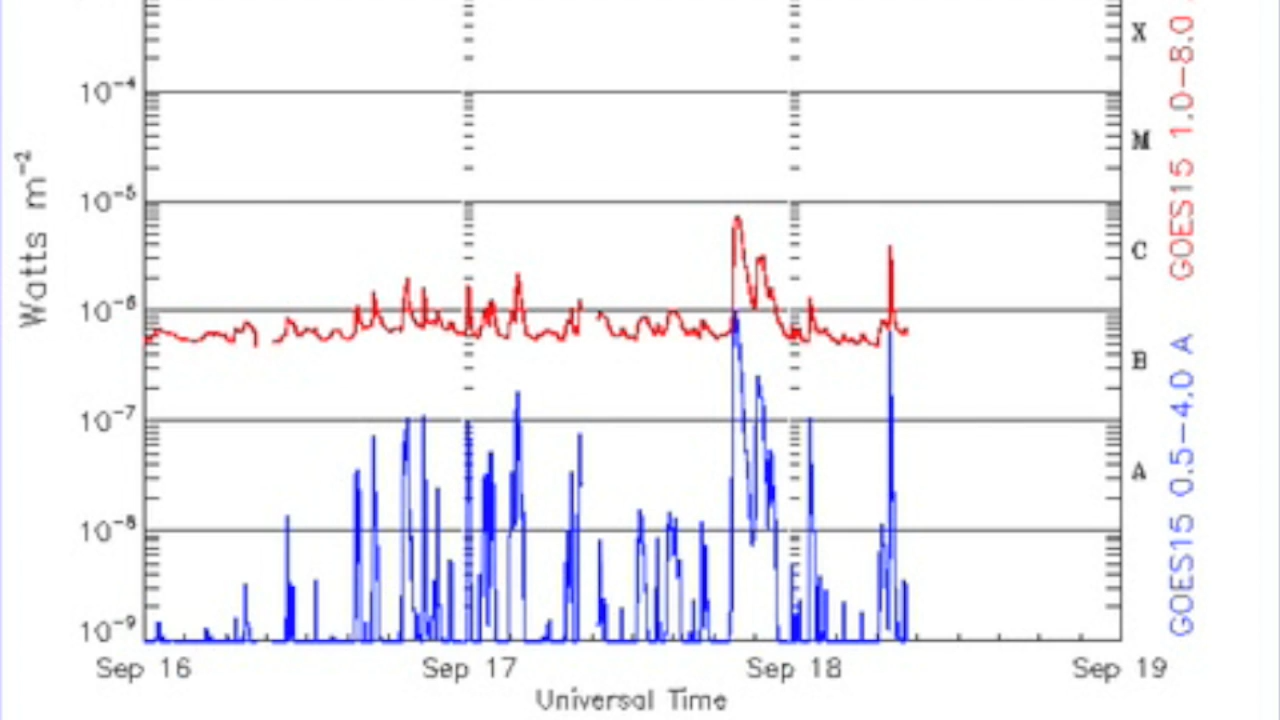 Watts m⁻²
10⁻⁴
10⁻⁵
10⁻⁶
10⁻⁷
10⁻⁸
10⁻⁹
Sep 16 Sep 17 Sep 18 Sep 19
Universal Time
X
M
C
B
A
GOES15 1.0-8.0
GOES15 0.5-4.0 A